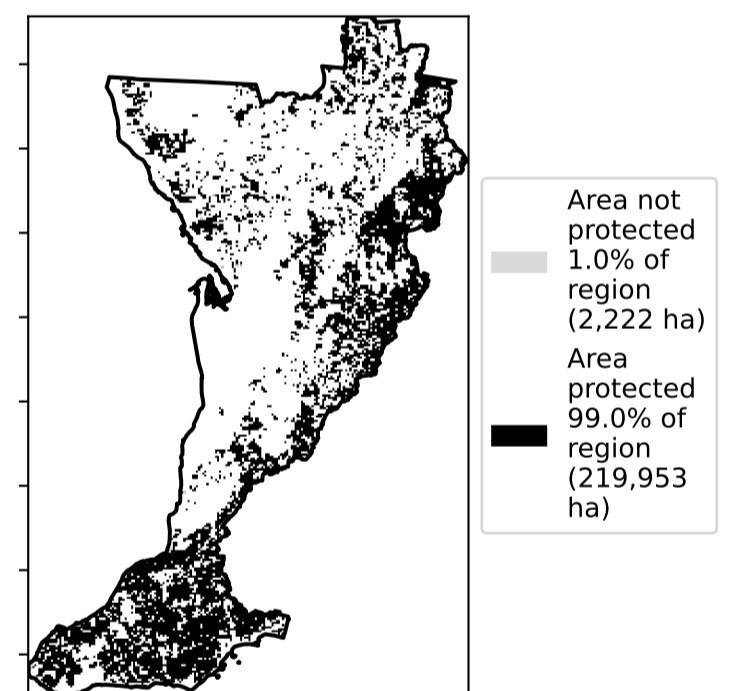 Area not
protected
1.0% of
region
(2,222 ha)
Area
protected
99.0% of
region
(219,953
ha)